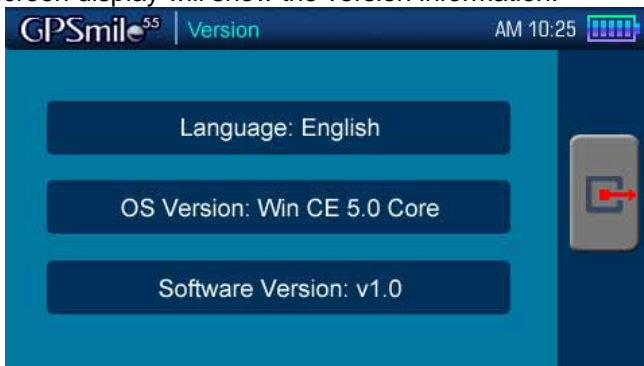 creen display will show the version information.
GPSmile55 Version AM 10:25
Language: English
OS Version: Win CE 5.0 Core
Software Version: v1.0